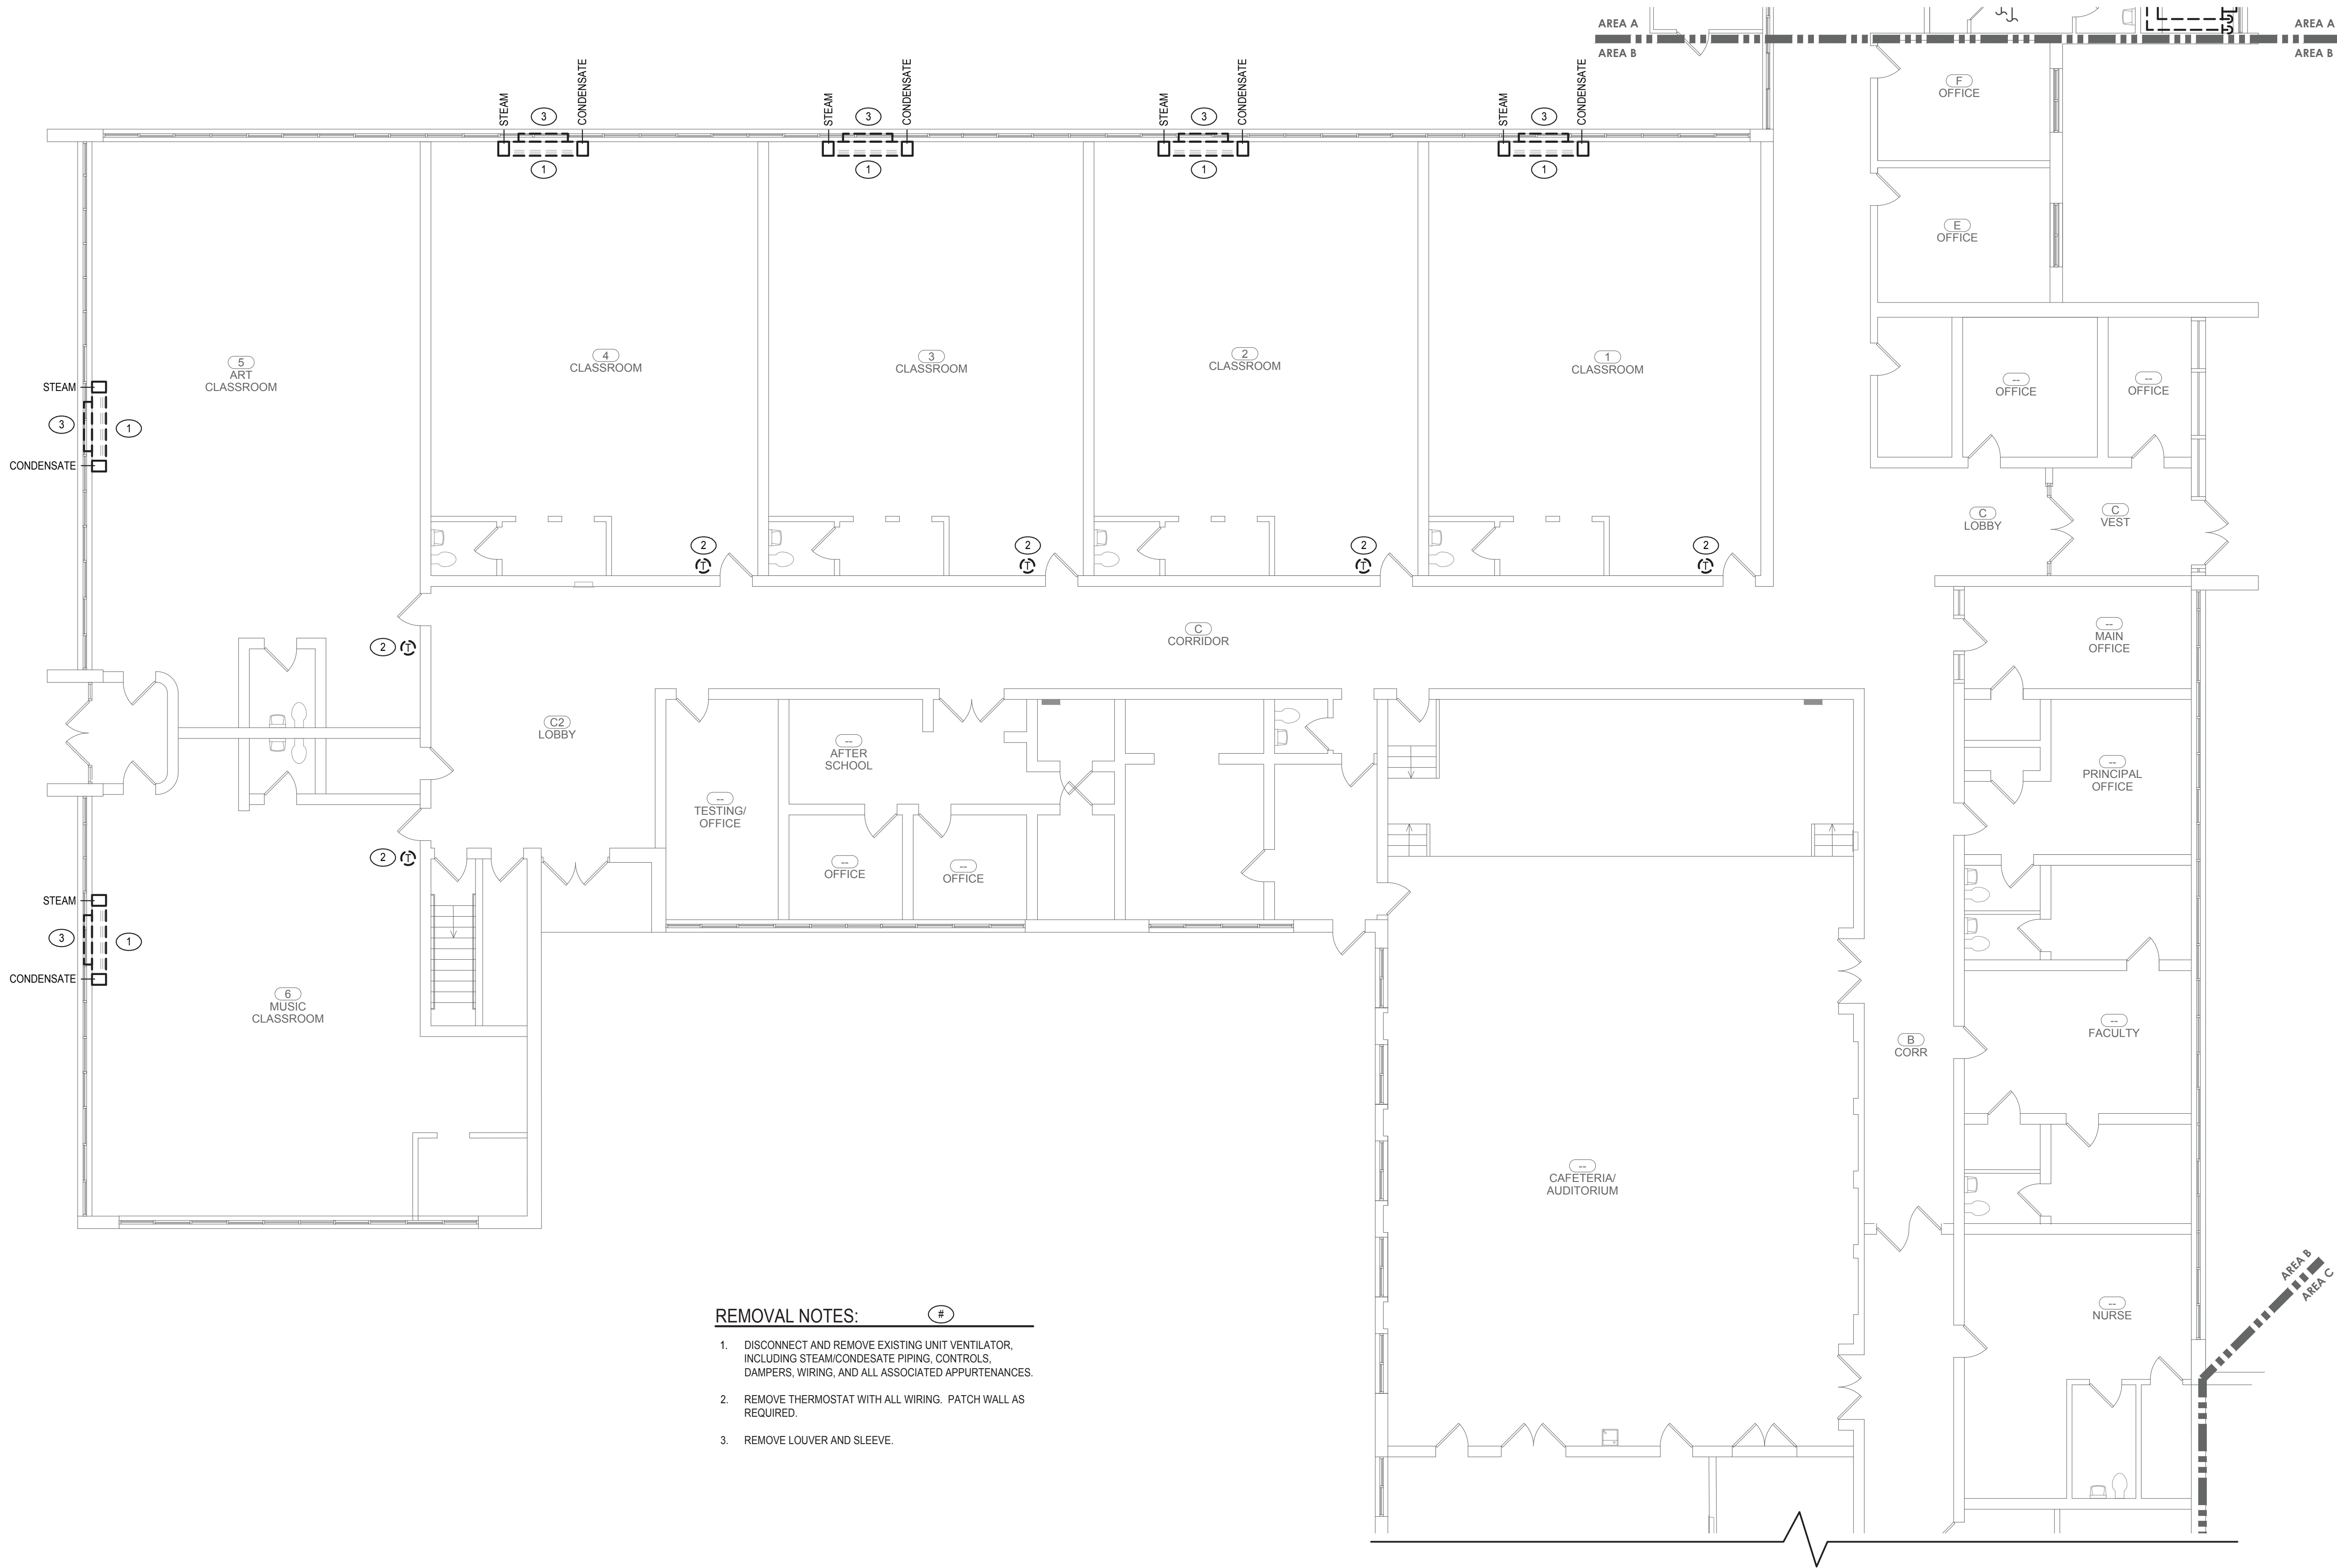 AREA A
AREA A
AREA B
AREA B
F
OFFICE
STEAM
3
CONDENSATE
1
STEAM
3
CONDENSATE
1
STEAM
3
CONDENSATE
1
STEAM
3
CONDENSATE
1
E
OFFICE
5
ART
CLASSROOM
4
CLASSROOM
3
CLASSROOM
2
CLASSROOM
1
CLASSROOM
--
OFFICE
--
OFFICE
STEAM
3
1
CONDENSATE
C
LOBBY
C
VEST
2
T
2
T
2
T
2
T
C
CORRIDOR
2
T
--
MAIN
OFFICE
C2
LOBBY
--
AFTER
SCHOOL
--
TESTING/
OFFICE
--
PRINCIPAL
OFFICE
2
T
--
OFFICE
--
OFFICE
STEAM
3
1
CONDENSATE
6
MUSIC
CLASSROOM
B
CORR
--
FACULTY
--
CAFETERIA/
AUDITORIUM
AREA B
AREA C
--
NURSE
REMOVAL NOTES: #
1. DISCONNECT AND REMOVE EXISTING UNIT VENTILATOR,
INCLUDING STEAM/CONDESATE PIPING, CONTROLS,
DAMPERS, WIRING, AND ALL ASSOCIATED APPURTENANCES.
2. REMOVE THERMOSTAT WITH ALL WIRING. PATCH WALL AS
REQUIRED.
3. REMOVE LOUVER AND SLEEVE.